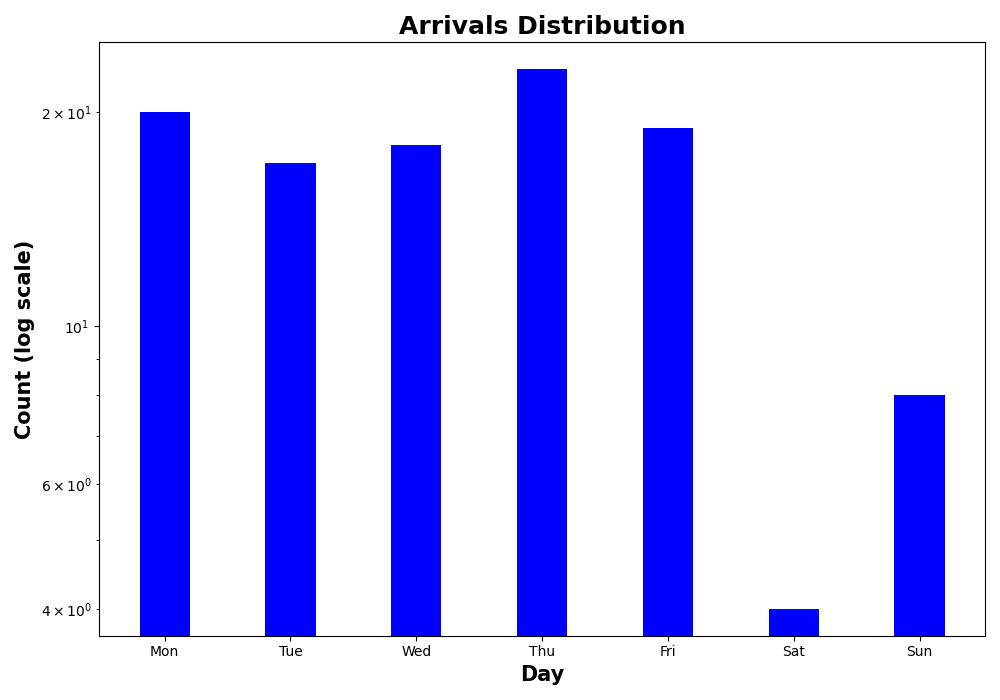 Arrivals Distribution
Count (log scale)
2 × 10¹
10¹
6 × 10⁰
4 × 10⁰
Mon Tue Wed Thu Fri Sat Sun
Day